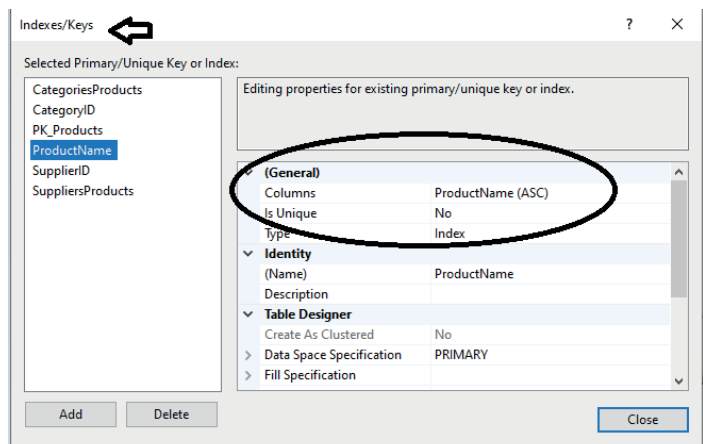 Indexes/Keys
?
Selected Primary/Unique Key or Index:
CategoriesProducts
CategoryID
PK_Products
ProductName
SupplierID
SuppliersProducts
Editing properties for existing primary/unique key or index.
(General)
Columns ProductName (ASC)
Is Unique No
Type Index
Identity
(Name) ProductName
Description
Table Designer
Create As Clustered No
Data Space Specification PRIMARY
Fill Specification
Add Delete
Close